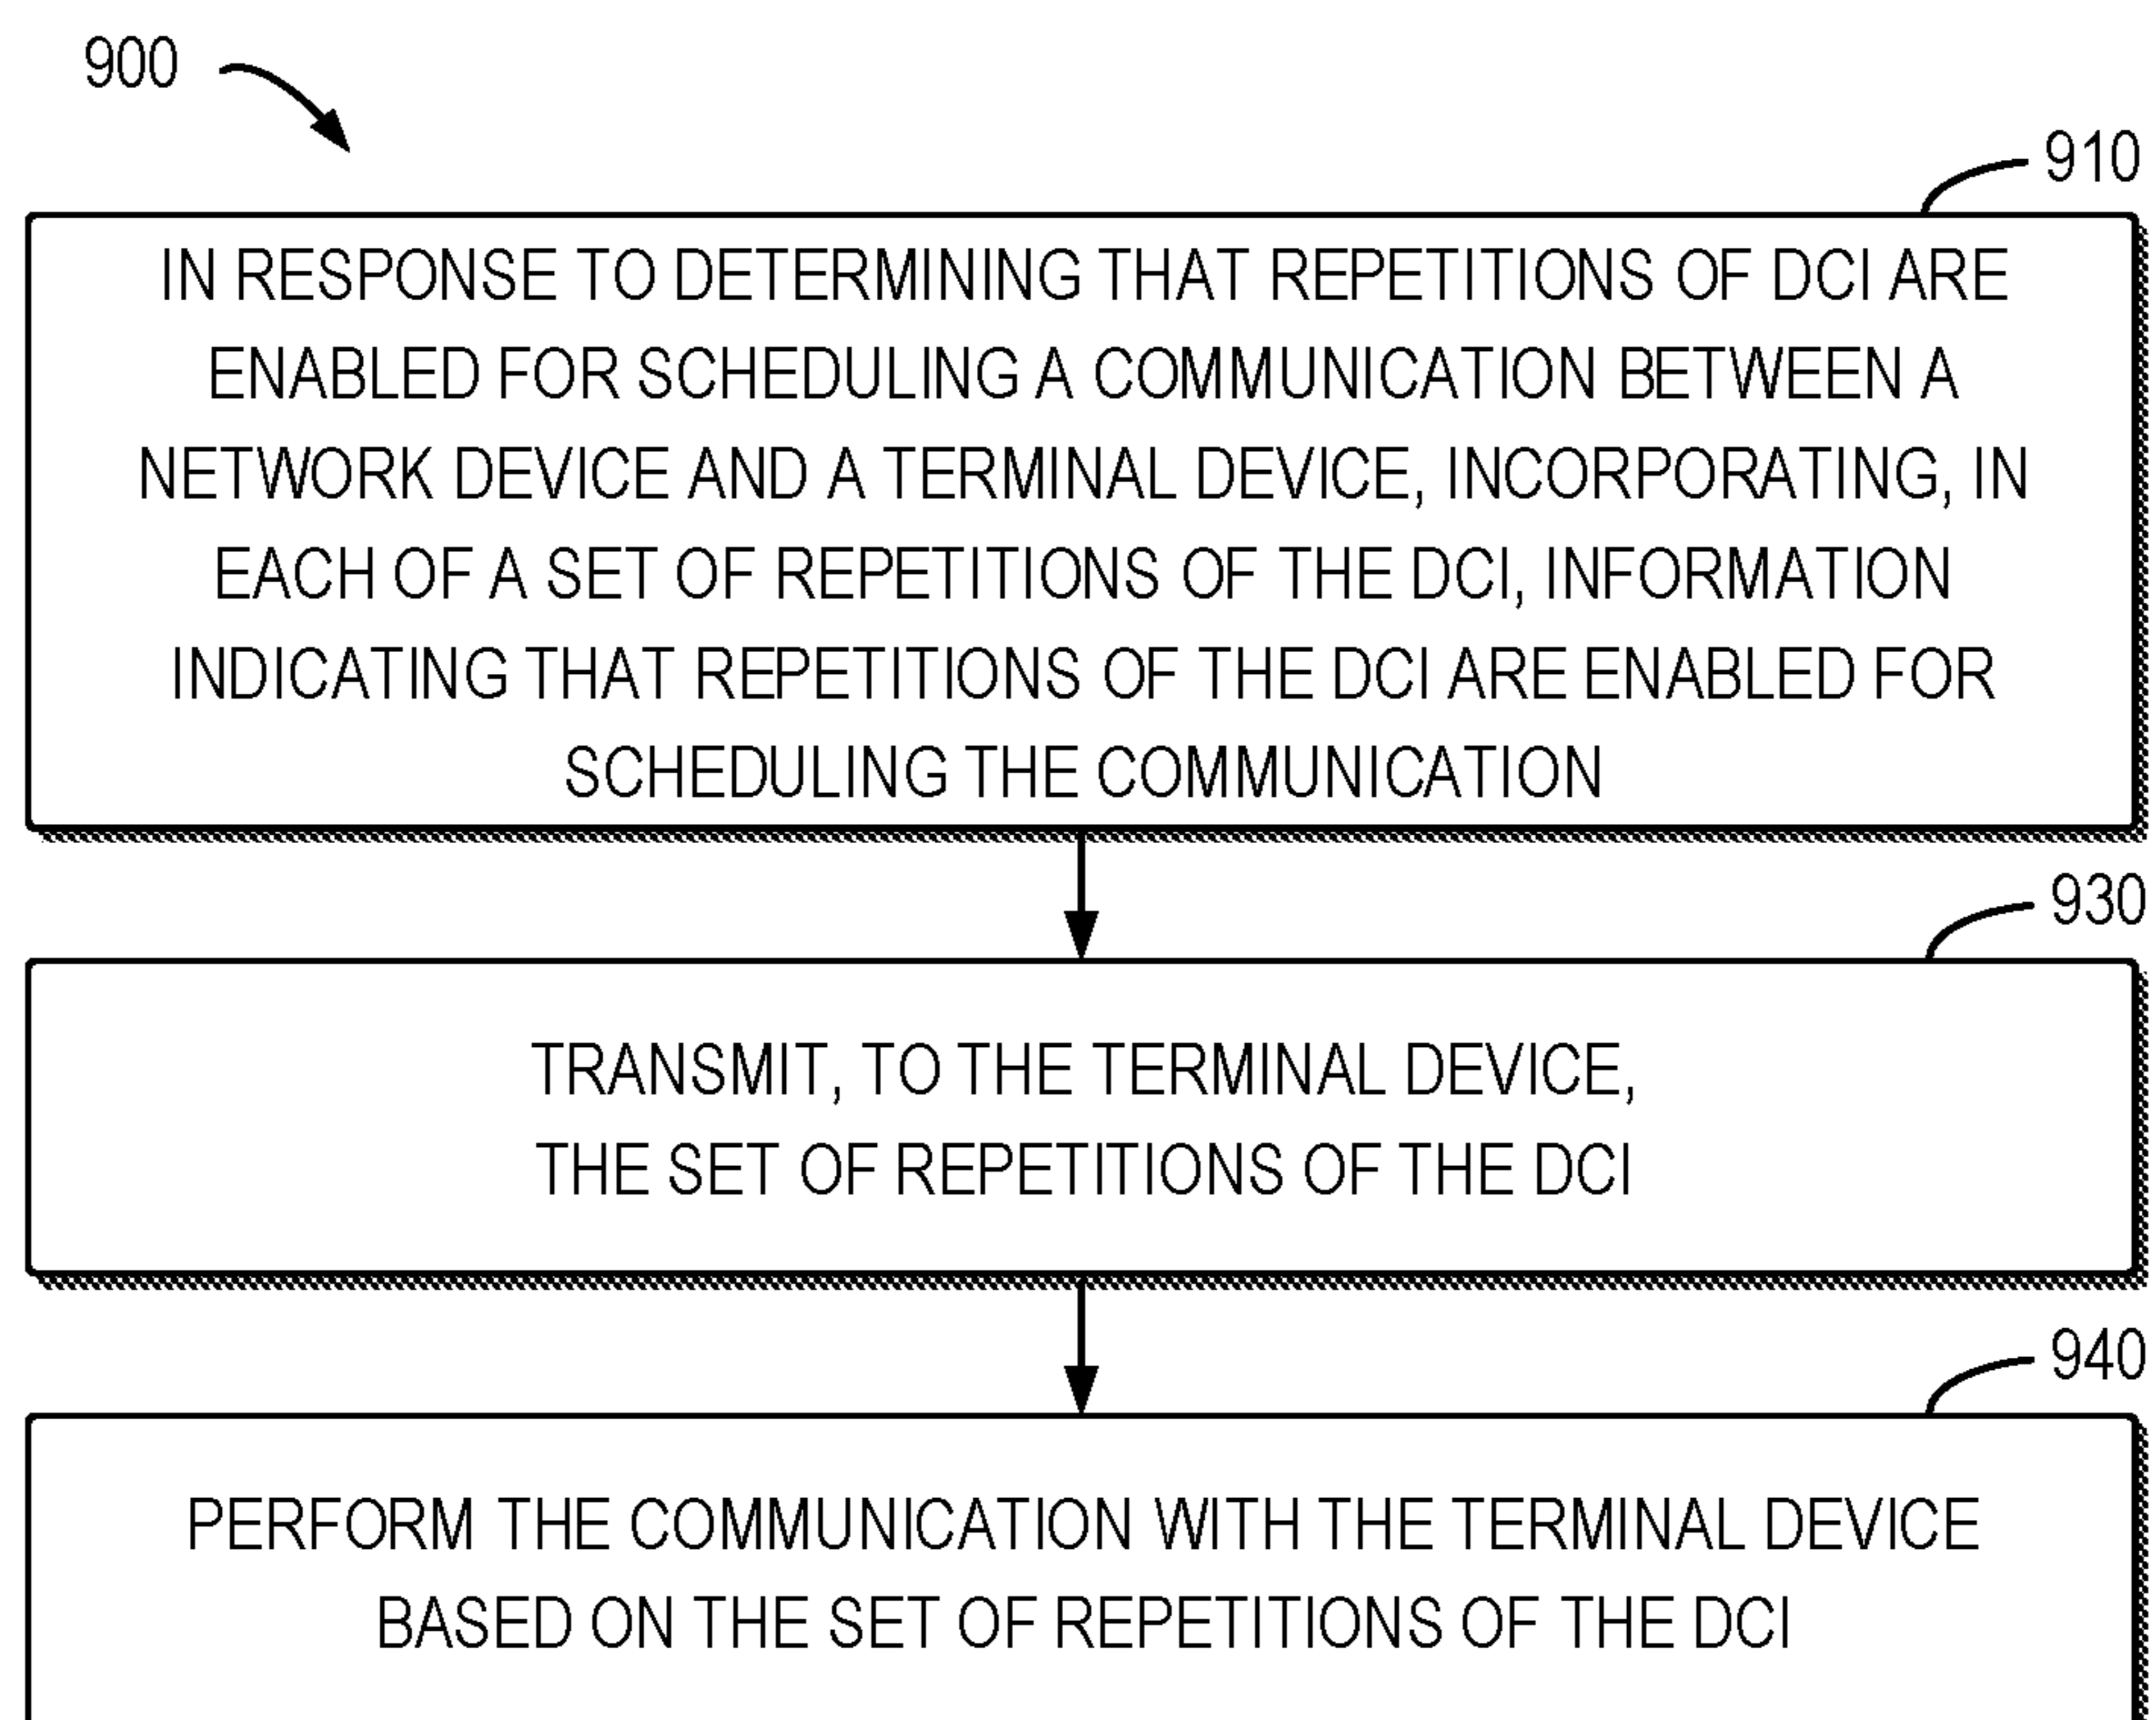 900
910
IN RESPONSE TO DETERMINING THAT REPETITIONS OF DCI ARE
ENABLED FOR SCHEDULING A COMMUNICATION BETWEEN A
NETWORK DEVICE AND A TERMINAL DEVICE, INCORPORATING, IN
EACH OF A SET OF REPETITIONS OF THE DCI, INFORMATION
INDICATING THAT REPETITIONS OF THE DCI ARE ENABLED FOR
SCHEDULING THE COMMUNICATION
930
TRANSMIT, TO THE TERMINAL DEVICE,
THE SET OF REPETITIONS OF THE DCI
940
PERFORM THE COMMUNICATION WITH THE TERMINAL DEVICE
BASED ON THE SET OF REPETITIONS OF THE DCI